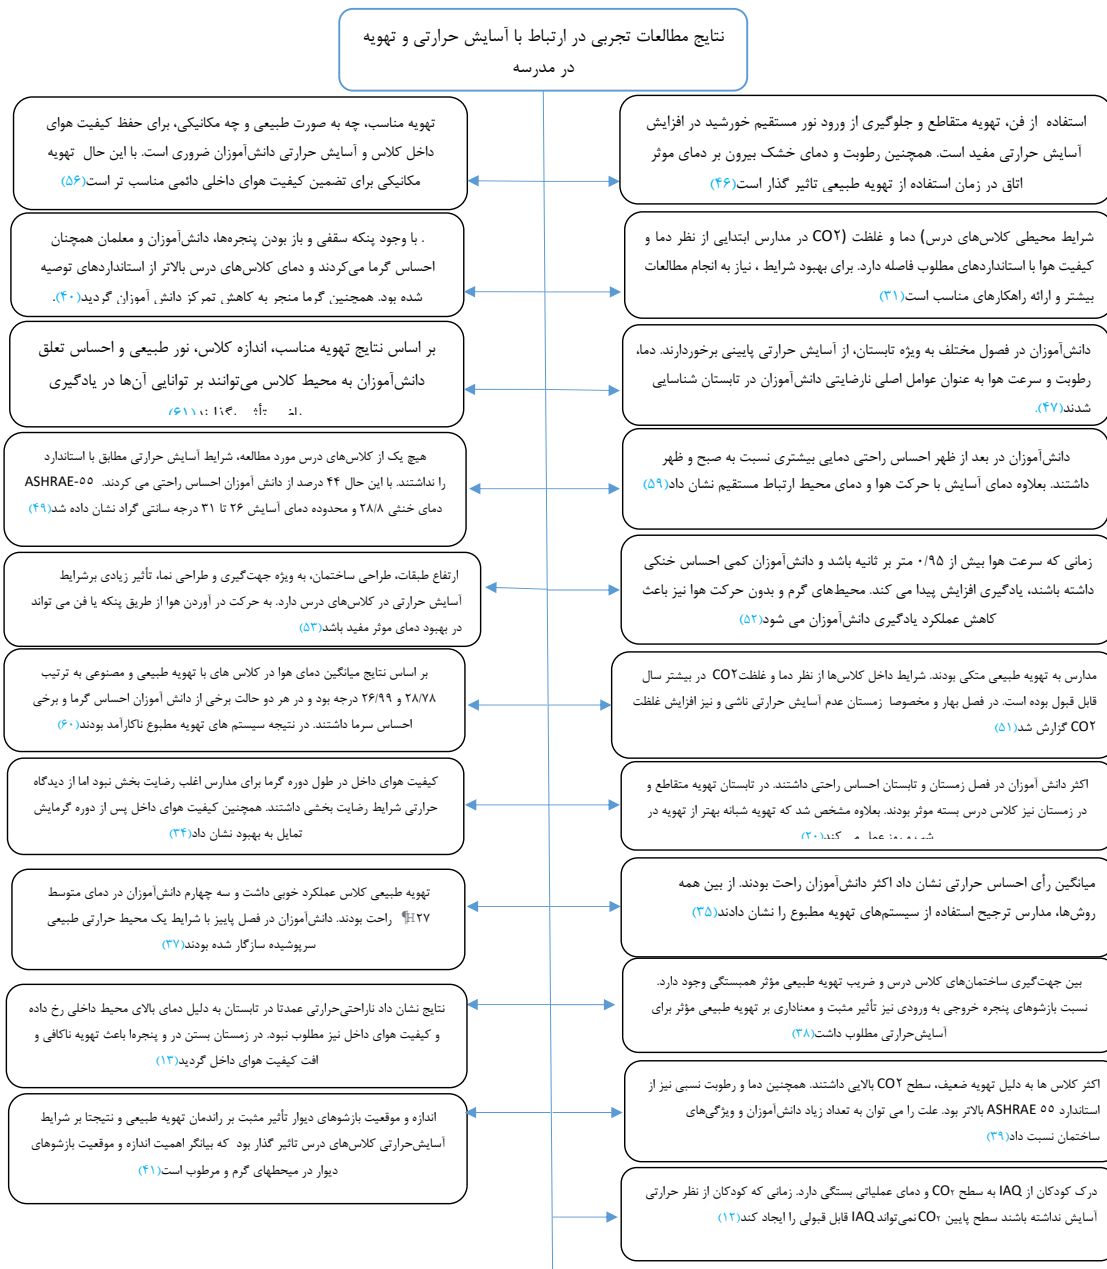 نتایج مطالعات تجربی در ارتباط با آسایش حرارتی و تهویه
در مدرسه
استفاده از فن، تهویه متقاطع و جلوگیری از ورود نور مستقیم خورشید در افزایش
آسایش حرارتی مفید است. همچنین رطوبت و دمای خشک بیرون بر دمای موثر
اتاق در زمان استفاده از تهویه طبیعی تاثیر گذار است(۴۶)
تهویه مناسب، چه به صورت طبیعی و چه مکانیکی، برای حفظ کیفیت هوای
داخل کلاس و آسایش حرارتی دانش‌آموزان ضروری است. با این حال تهویه
مکانیکی برای تضمین کیفیت هوای داخلی دائمی مناسب تر است(۵۶)
شرایط محیطی کلاس‌های درس) دما و غلظت (CO۲ در مدارس ابتدایی از نظر دما و
کیفیت هوا با استانداردهای مطلوب فاصله دارد. برای بهبود شرایط ، نیاز به انجام مطالعات
بیشتر و ارائه راهکارهای مناسب است(۳۱)
. با وجود پنکه سقفی و باز بودن پنجره‌ها، دانش‌آموزان و معلمان همچنان
احساس گرما می‌کردند و دمای کلاس‌های درس بالاتر از استانداردهای توصیه
شده بود. همچنین گرما منجر به کاهش تمرکز دانش آموزان گردید(۴۰).
دانش‌آموزان در فصول مختلف به ویژه تابستان، از آسایش حرارتی پایینی برخوردارند. دما،
رطوبت و سرعت هوا به عنوان عوامل اصلی نارضایتی دانش‌آموزان در تابستان شناسایی
شدند(۴۷).
بر اساس نتایج تهویه مناسب، اندازه کلاس، نور طبیعی و احساس تعلق
دانش‌آموزان به محیط کلاس می‌توانند بر توانایی آن‌ها در یادگیری
تأثیر بگذارند(۶۱)
دانش‌آموزان در بعد از ظهر احساس راحتی دمایی بیشتری نسبت به صبح و ظهر
داشتند. بعلاوه دمای آسایش با حرکت هوا و دمای محیط ارتباط مستقیم نشان داد(۵۹)
هیچ یک از کلاس‌های درس مورد مطالعه، شرایط آسایش حرارتی مطابق با استاندارد
ASHRAE-۵۵ را نداشتند. با این حال ۴۴ درصد از دانش آموزان احساس راحتی می کردند.
دمای خنثی ۲۸/۸ و محدوده دمای آسایش ۲۶ تا ۳۱ درجه سانتی گراد نشان داده شد(۴۹)
زمانی که سرعت هوا بیش از ۰/۹۵ متر بر ثانیه باشد و دانش‌آموزان کمی احساس خنکی
داشته باشند، یادگیری افزایش پیدا می کند. محیط‌های گرم و بدون حرکت هوا نیز باعث
کاهش عملکرد یادگیری دانش‌آموزان می شود(۵۲)
ارتفاع طبقات، طراحی ساختمان، به ویژه جهت‌گیری و طراحی نما، تأثیر زیادی برشرایط
آسایش حرارتی در کلاس‌های درس دارد. به حرکت در آوردن هوا از طریق پنکه یا فن می تواند
در بهبود دمای موثر مفید باشد(۵۳)
مدارس به تهویه طبیعی متکی بودند. شرایط داخل کلاس‌ها از نظر دما و غلظتCO۲ در بیشتر سال
قابل قبول بوده است. در فصل بهار و مخصوصا زمستان عدم آسایش حرارتی ناشی و نیز افزایش غلظت
CO۲ گزارش شد(۵۱)
بر اساس نتایج میانگین دمای هوا در کلاس های با تهویه طبیعی و مصنوعی به ترتیب
۲۸/۷۸ و ۲۶/۹۹ درجه بود و در هر دو حالت برخی از دانش آموزان احساس گرما و برخی
احساس سرما داشتند. در نتیجه سیستم های تهویه مطبوع ناکارآمد بودند(۶۰)
اکثر دانش آموزان در فصل زمستان و تابستان احساس راحتی داشتند. در تابستان تهویه متقاطع و
در زمستان نیز کلاس درس بسته موثر بودند. بعلاوه مشخص شد که تهویه شبانه بهتر از تهویه در
شب و روز عمل می کند(۲۰)
کیفیت هوای داخل در طول دوره گرما برای مدارس اغلب رضایت بخش نبود اما از دیدگاه
حرارتی شرایط رضایت بخشی داشتند. همچنین کیفیت هوای داخل پس از دوره گرمایش
تمایل به بهبود نشان داد(۳۴)
میانگین رأی احساس حرارتی نشان داد اکثر دانش‌آموزان راحت بودند. از بین همه
روش‌ها، مدارس ترجیح استفاده از سیستم‌های تهویه مطبوع را نشان دادند(۳۵)
تهویه طبیعی کلاس عملکرد خوبی داشت و سه چهارم دانش‌آموزان در دمای متوسط
۲۷ راحت بودند. دانش‌آموزان در فصل پاییز با شرایط یک محیط حرارتی طبیعی
سرپوشیده سازگار شده بودند(۳۷)
بین جهت‌گیری ساختمان‌های کلاس درس و ضریب تهویه طبیعی مؤثر همبستگی وجود دارد.
نسبت بازشوهای پنجره خروجی به ورودی نیز تأثیر مثبت و معناداری بر تهویه طبیعی مؤثر برای
آسایش‌حرارتی مطلوب داشت(۳۸)
نتایج نشان داد ناراحتی‌حرارتی عمدتا در تابستان به دلیل دمای بالای محیط داخلی رخ داده
و کیفیت هوای داخل نیز مطلوب نبود. در زمستان بستن در و پنجره‌ا باعث تهویه ناکافی و
افت کیفیت هوای داخل گردید(۱۳)
اکثر کلاس ها به دلیل تهویه ضعیف، سطح CO۲ بالایی داشتند. همچنین دما و رطوبت نسبی نیز از
استاندارد ۵۵ ASHRAE بالاتر بود. علت را می توان به تعداد زیاد دانش‌آموزان و ویژگی‌های
ساختمان نسبت داد(۳۹)
اندازه و موقعیت بازشوهای دیوار تأثیر مثبت بر راندمان تهویه طبیعی و نتیجتا بر شرایط
آسایش‌حرارتی کلاس‌های درس تاثیر گذار بود که بیانگر اهمیت اندازه و موقعیت بازشوهای
دیوار در میحطهای گرم و مرطوب است(۴۱)
درک کودکان از IAQ به سطح CO۲ و دمای عملیاتی بستگی دارد. زمانی که کودکان از نظر حرارتی
آسایش نداشته باشند سطح پایین CO۲ نمی‌تواند IAQ قابل قبولی را ایجاد کند(۱۲)